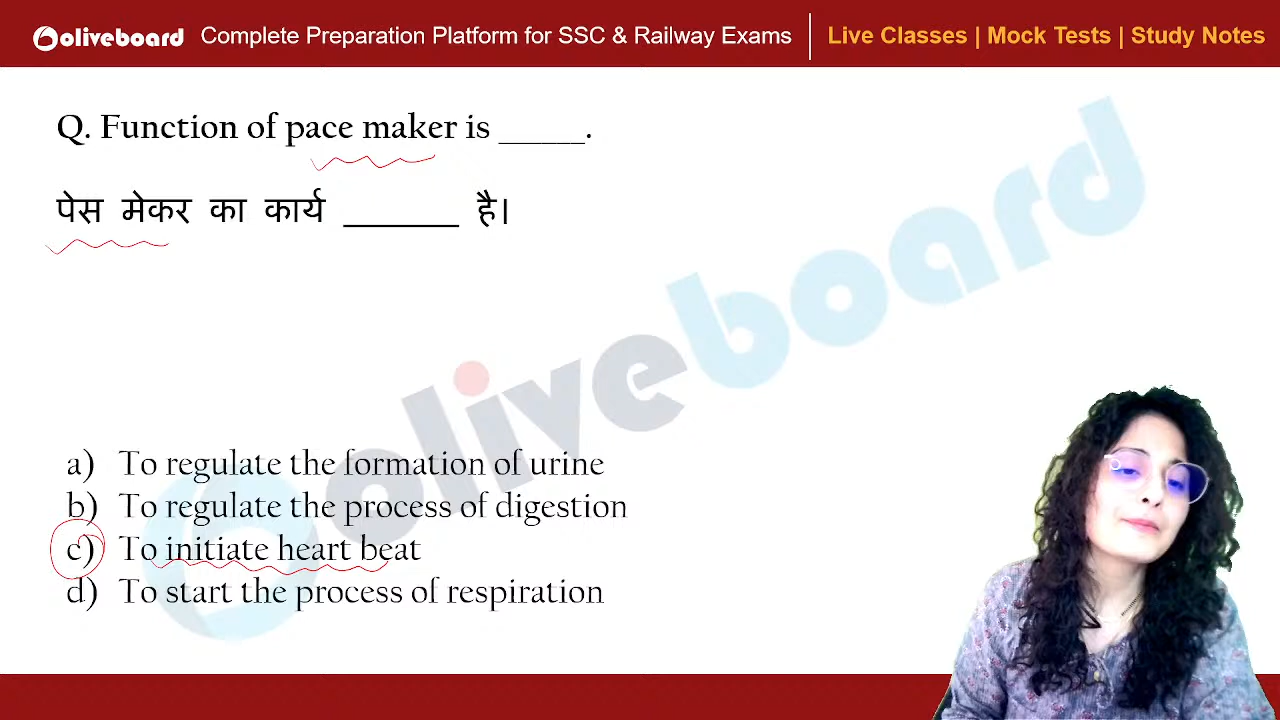 oliveboard Complete Preparation Platform for SSC & Railway Exams Live Classes | Mock Tests | Study Notes
Q. Function of pace maker is _____.
पेस मेकर का कार्य ______ है।
oliveboard
a) To regulate the formation of urine
b) To regulate the process of digestion
c) To initiate heart beat
d) To start the process of respiration